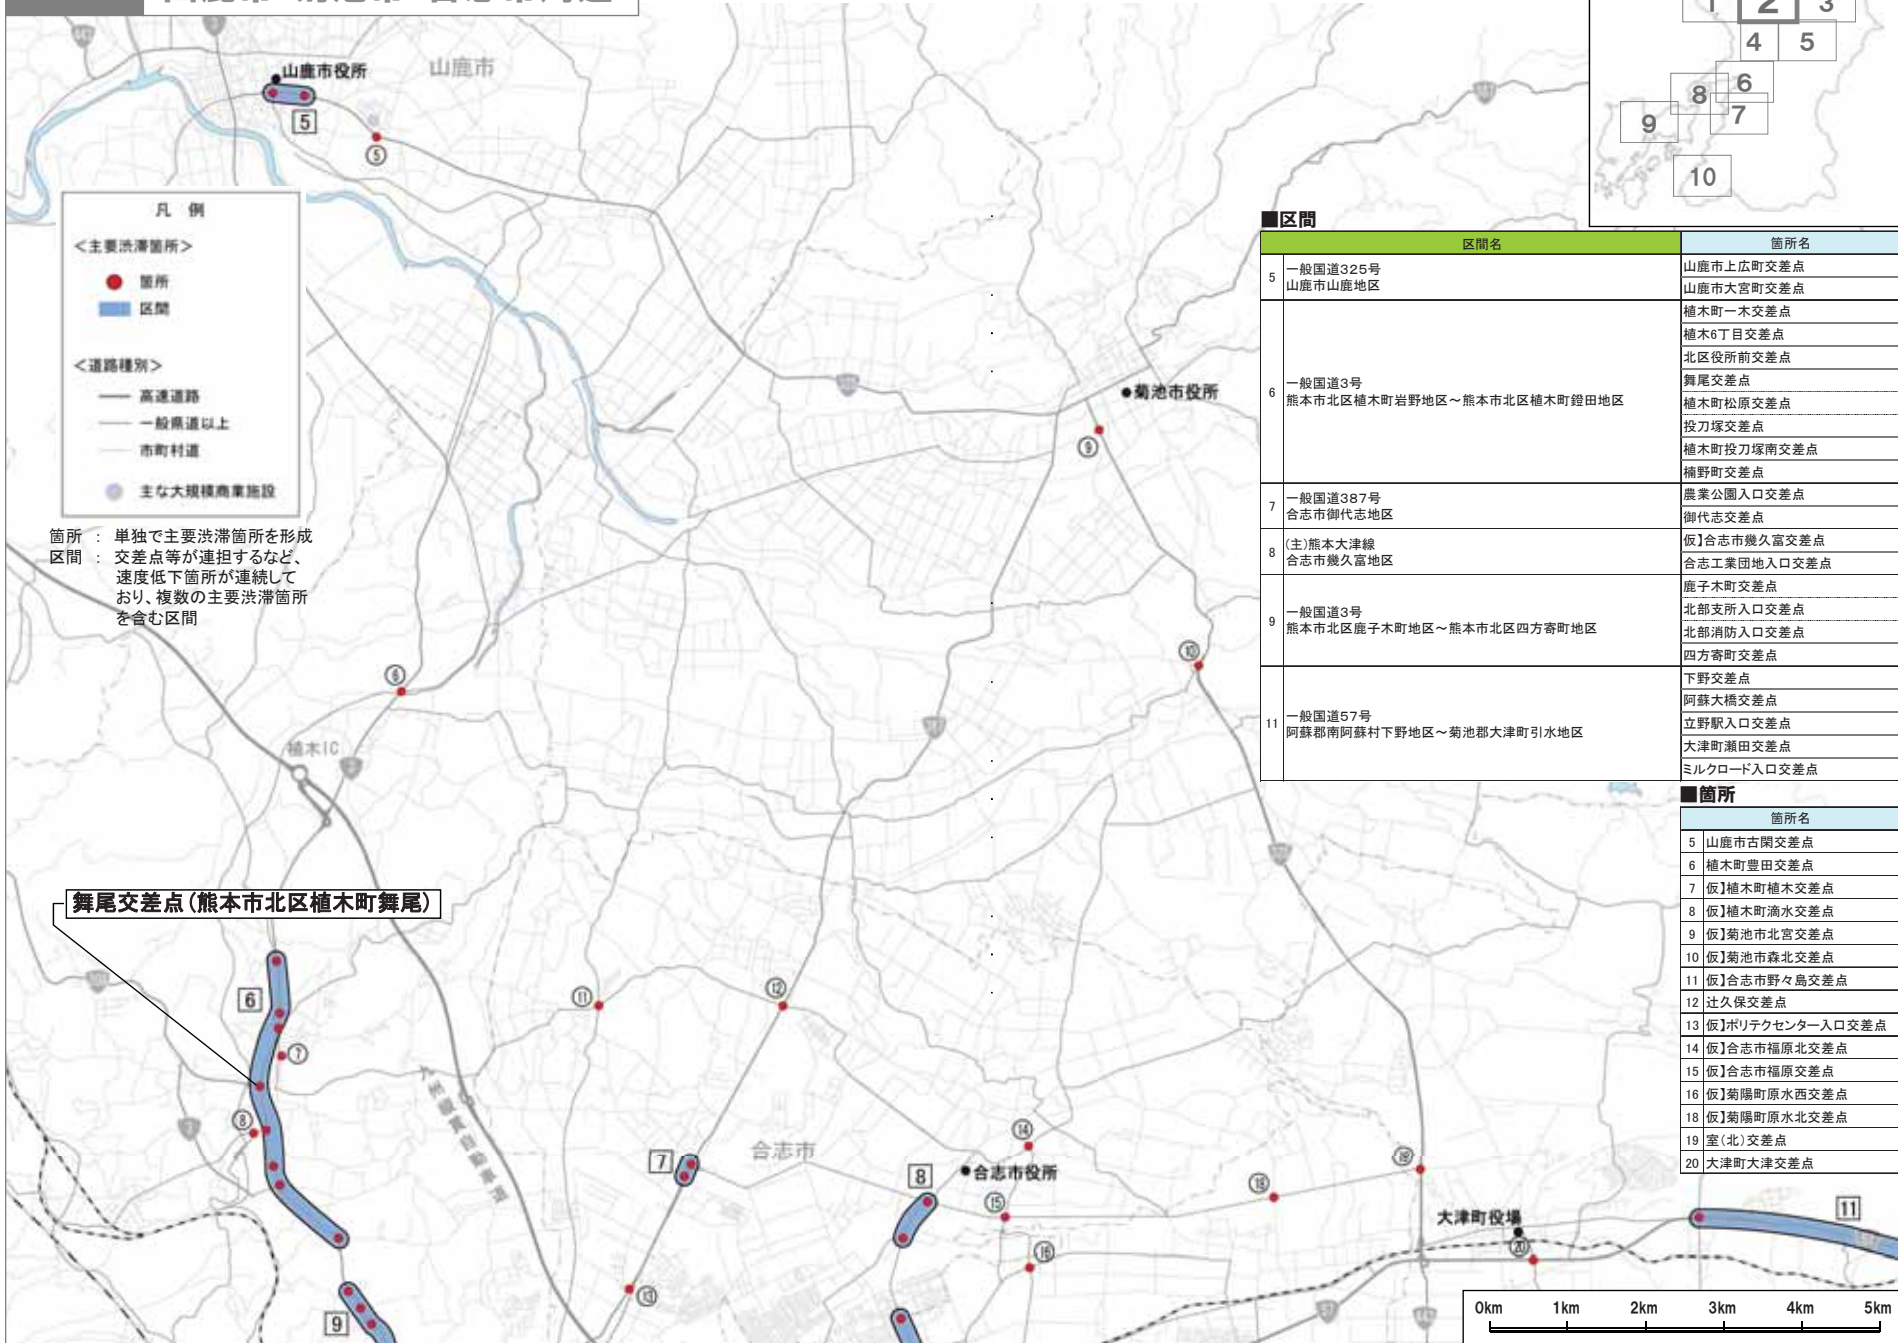 1
2
3
4
5
6
7
8
9
10
山鹿市役所
山鹿市
5
⑤
凡 例
＜主要渋滞箇所＞
箇所
区間
＜道路種別＞
高速道路
一般県道以上
市町村道
主な大規模商業施設
箇所 ： 単独で主要渋滞箇所を形成
区間 ： 交差点等が連担するなど、
速度低下箇所が連続して
おり、複数の主要渋滞箇所
を含む区間
■区間
区間名 箇所名
5 一般国道325号
山鹿市山鹿地区
山鹿市上広町交差点
山鹿市大宮町交差点
6 一般国道3号
熊本市北区植木町岩野地区～熊本市北区植木町鐙田地区
植木町一木交差点
植木6丁目交差点
北区役所前交差点
舞尾交差点
植木町松原交差点
投刀塚交差点
植木町投刀塚南交差点
楠野町交差点
7 一般国道387号
合志市御代志地区
農業公園入口交差点
御代志交差点
8 (主)熊本大津線
合志市幾久富地区
仮】合志市幾久富交差点
合志工業団地入口交差点
9 一般国道3号
熊本市北区鹿子木町地区～熊本市北区四方寄町地区
鹿子木町交差点
北部支所入口交差点
北部消防入口交差点
四方寄町交差点
11 一般国道57号
阿蘇郡南阿蘇村下野地区～菊池郡大津町引水地区
下野交差点
阿蘇大橋交差点
立野駅入口交差点
大津町瀬田交差点
ミルクロード入口交差点
■箇所
箇所名
5 山鹿市古閑交差点
6 植木町豊田交差点
7 仮】植木町植木交差点
8 仮】植木町滴水交差点
9 仮】菊池市北宮交差点
10 仮】菊池市森北交差点
11 仮】合志市野々島交差点
12 辻久保交差点
13 仮】ポリテクセンター入口交差点
14 仮】合志市福原北交差点
15 仮】合志市福原交差点
16 仮】菊陽町原水西交差点
18 仮】菊陽町原水北交差点
19 室(北)交差点
20 大津町大津交差点
菊池市役所
⑨
⑩
⑥
植木IC
舞尾交差点(熊本市北区植木町舞尾)
6
⑦
⑧
⑪
⑫
7
合志市
8
合志市役所
⑭
⑮
⑯
⑱
⑲
大津町役場
⑳
11
⑬
9
0km 1km 2km 3km 4km 5km